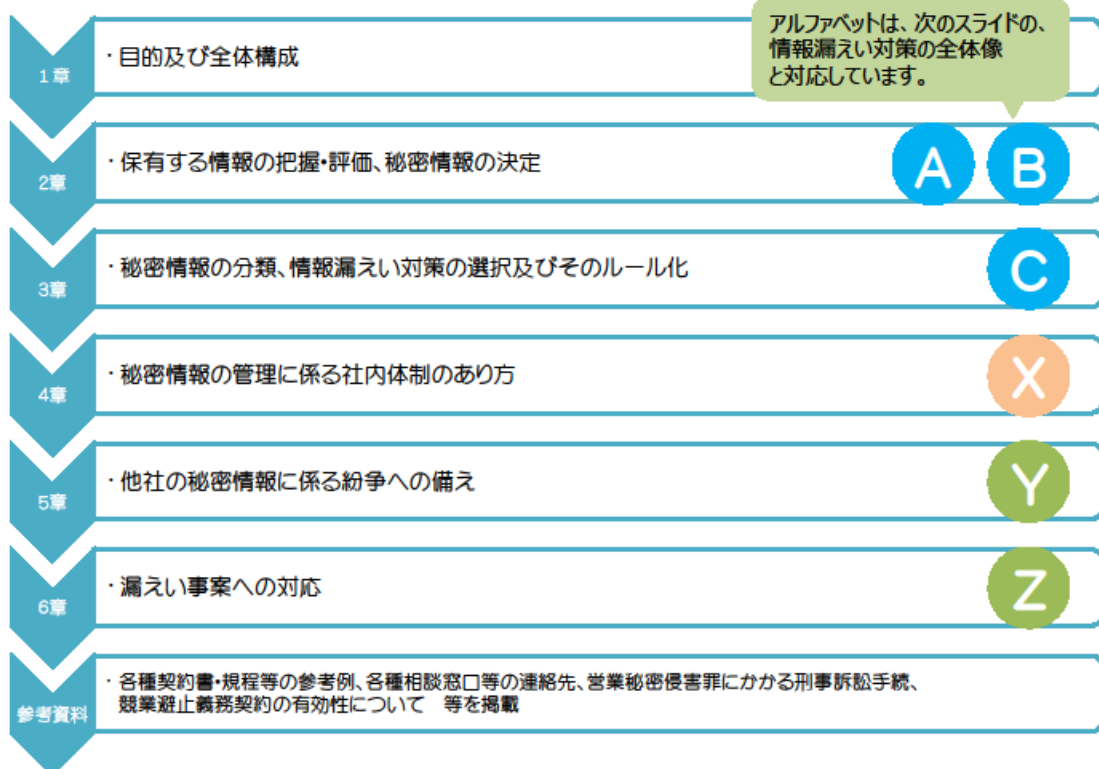 アルファベットは、次のスライドの、
情報漏えい対策の全体像
と対応しています。
1章
・目的及び全体構成
2章
・保有する情報の把握・評価、秘密情報の決定
A B
3章
・秘密情報の分類、情報漏えい対策の選択及びそのルール化
C
4章
・秘密情報の管理に係る社内体制のあり方
X
5章
・他社の秘密情報に係る紛争への備え
Y
6章
・漏えい事案への対応
Z
参考資料
・各種契約書・規程等の参考例、各種相談窓口等の連絡先、営業秘密侵害罪にかかる刑事訴訟手続、
競業避止義務契約の有効性について　等を掲載